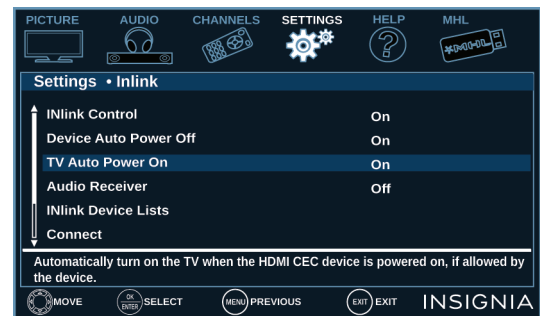 PICTURE AUDIO CHANNELS SETTINGS HELP MHL
MHL
Settings • Inlink
INlink Control On
Device Auto Power Off On
TV Auto Power On On
Audio Receiver Off
INlink Device Lists
Connect
Automatically turn on the TV when the HDMI CEC device is powered on, if allowed by
the device.
MOVE OK ENTER SELECT MENU PREVIOUS EXIT EXIT INSIGNIA